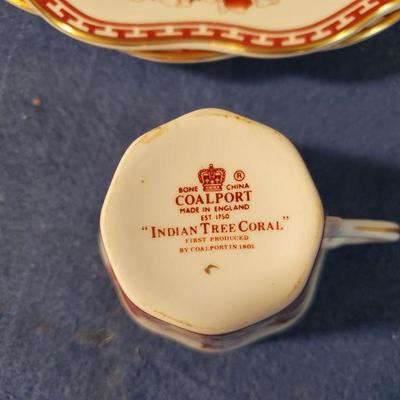 BONE CHINA ®
COALPORT
MADE IN ENGLAND
EST. 1750
"INDIAN TREE CORAL"
FIRST PRODUCED
BY COALPORT IN 1801